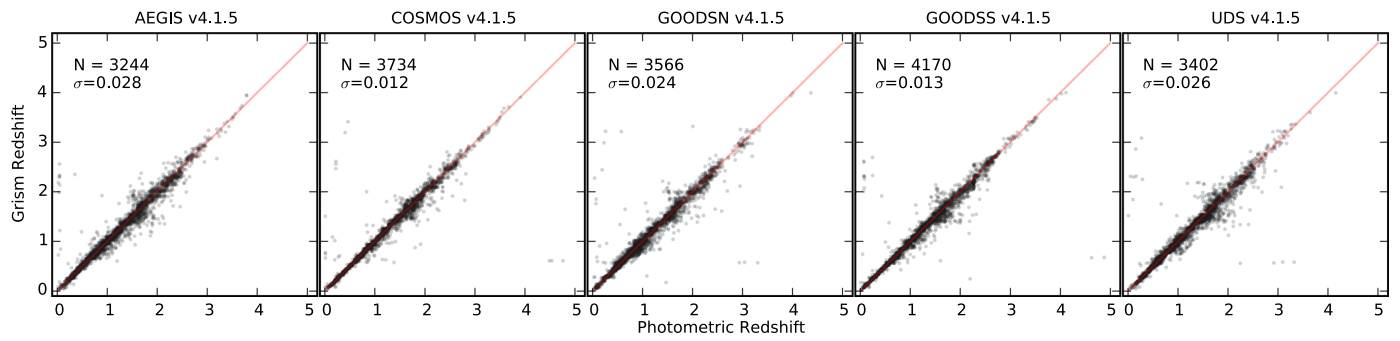 AEGIS v4.1.5
COSMOS v4.1.5
GOODSN v4.1.5
GOODSS v4.1.5
UDS v4.1.5
5
4
3
2
1
0
Grism Redshift
N = 3244
σ=0.028
N = 3734
σ=0.012
N = 3566
σ=0.024
N = 4170
σ=0.013
N = 3402
σ=0.026
0 1 2 3 4 5
0 1 2 3 4 5
0 1 2 3 4 5
0 1 2 3 4 5
0 1 2 3 4 5
Photometric Redshift